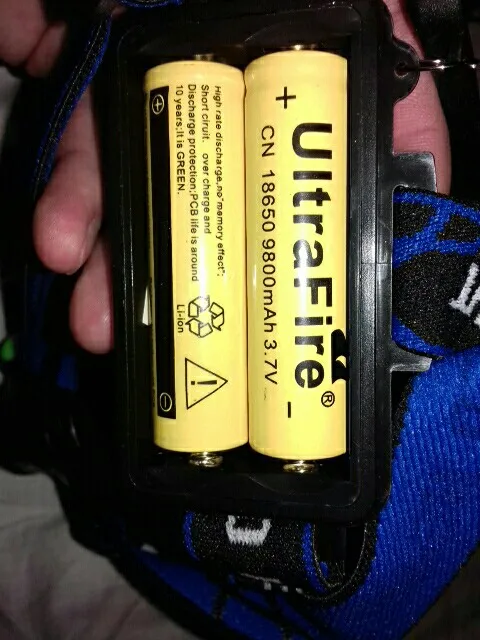 High rate discharge,no"memory effect";
Short ciruit. over charge and
Discharge protection;PCB life is around
10 years;It is GREEN.
Li-ion
+
UltraFire®
CN 18650 9800mAh 3.7V
-